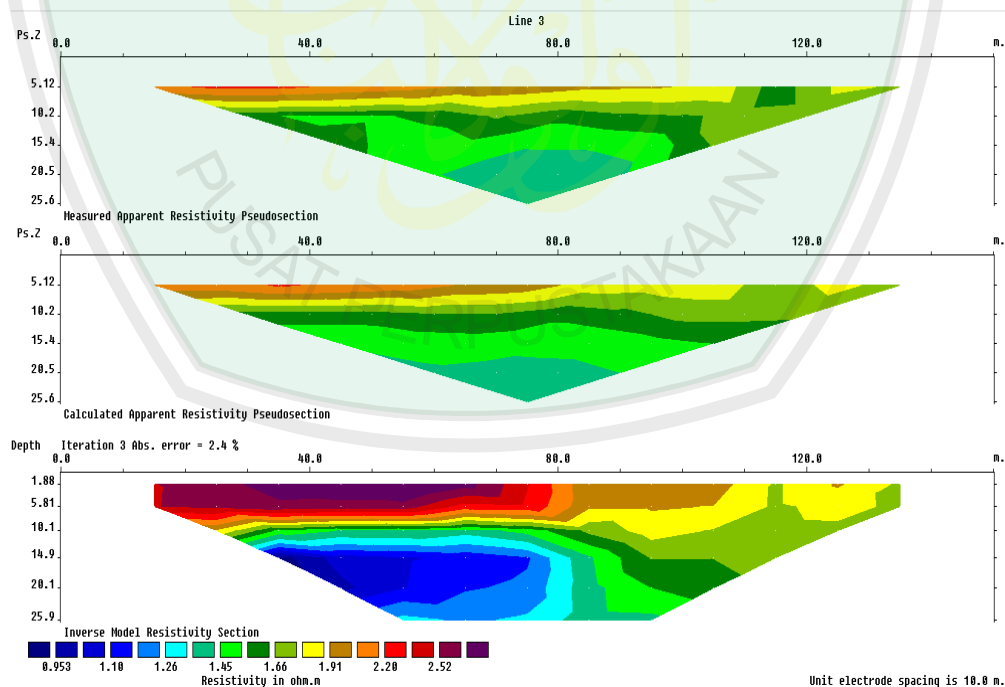 Line 3
Ps.Z 0.0 40.0 80.0 120.0 m.
5.12
10.2
15.4
20.5
25.6
Measured Apparent Resistivity Pseudosection
Ps.Z 0.0 40.0 80.0 120.0 m.
5.12
10.2
15.4
20.5
25.6
Calculated Apparent Resistivity Pseudosection
Depth Iteration 3 Abs. error = 2.4 %
0.0 40.0 80.0 120.0 m.
1.88
5.81
10.1
14.9
20.1
25.9
Inverse Model Resistivity Section
0.953 1.10 1.26 1.45 1.66 1.91 2.20 2.52
Resistivity in ohm.m
Unit electrode spacing is 10.0 m.
PUSAT PERPUSTAKAAN